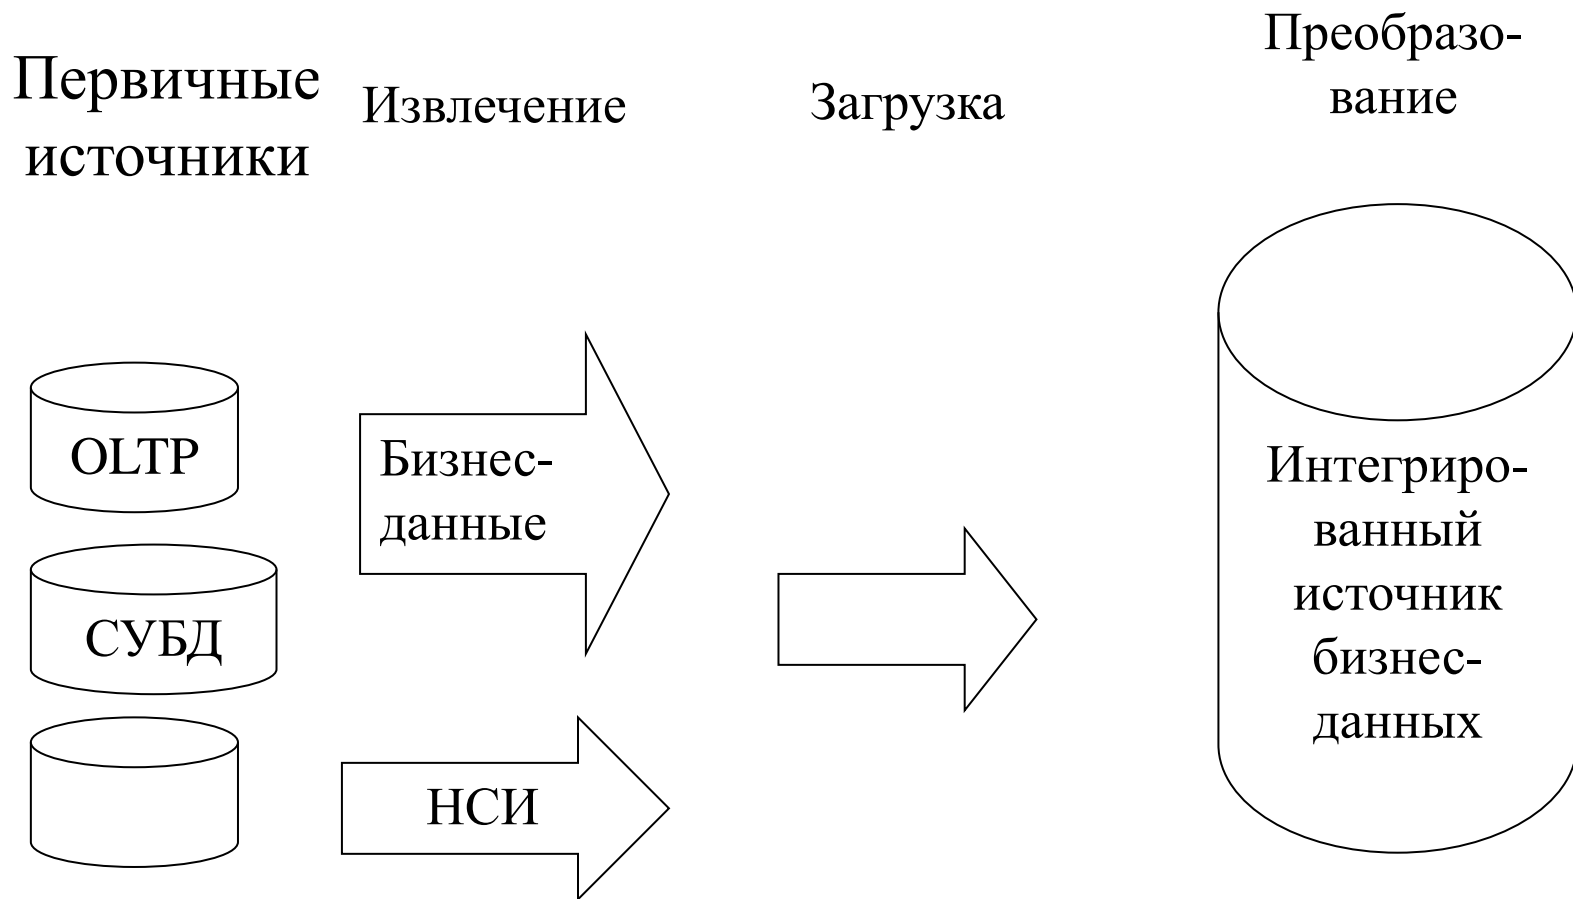 Первичные
источники
Извлечение
Загрузка
Преобразо-
вание
OLTP
СУБД
Бизнес-
данные
НСИ
Интегриро-
ванный
источник
бизнес-
данных